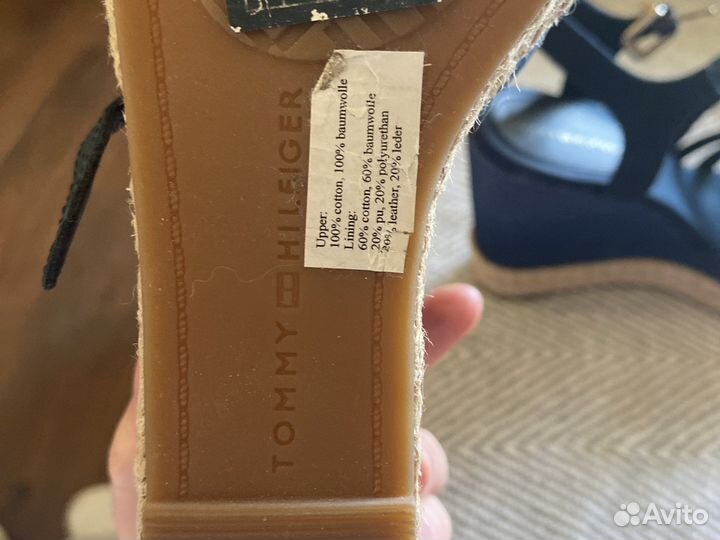 TOMMY HILFIGER
Upper:
100% cotton, 100% baumwolle
Lining:
60% cotton, 60% baumwolle
20% pu, 20% polyurethan
20% leather, 20% leder
Avito